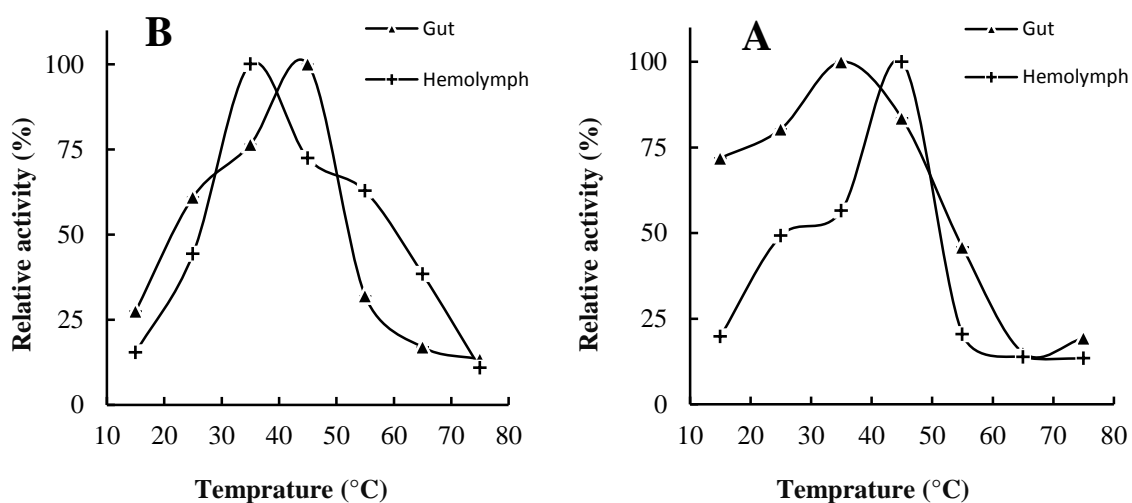 B
Gut
Hemolymph
Relative activity (%)
100
75
50
25
0
10 20 30 40 50 60 70 80
Temprature (°C)
A
Gut
Hemolymph
Relative activity (%)
100
75
50
25
0
10 20 30 40 50 60 70 80
Temprature (°C)